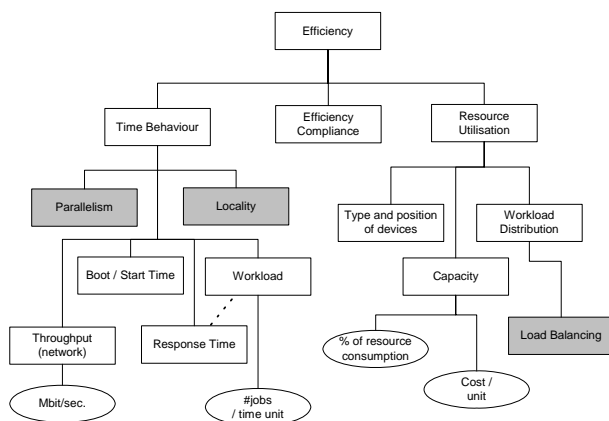 Efficiency
Time Behaviour
Efficiency
Compliance
Resource
Utilisation
Parallelism
Locality
Type and position
of devices
Workload
Distribution
Boot / Start Time
Workload
Capacity
Throughput
(network)
Response Time
% of resource
consumption
Load Balancing
Mbit/sec.
#jobs
/ time unit
Cost /
unit